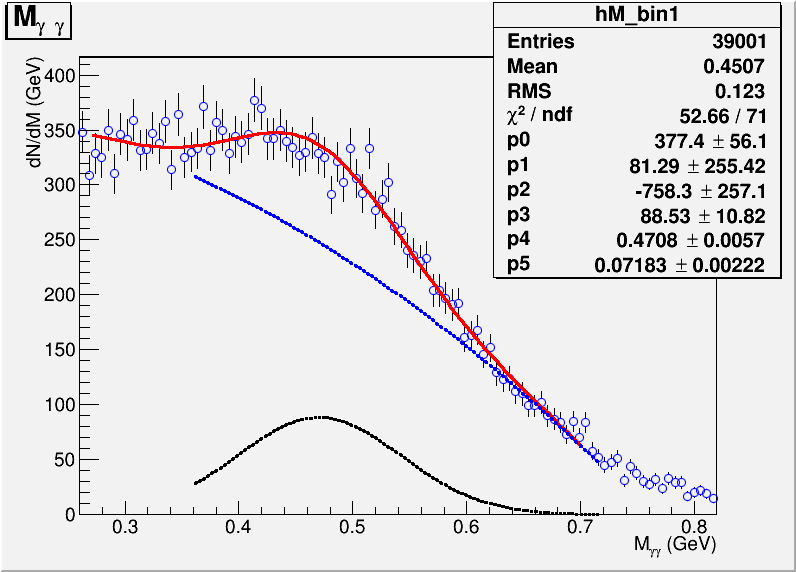 M γ γ
hM_bin1
Entries 39001
Mean 0.4507
RMS 0.123
χ² / ndf 52.66 / 71
p0 377.4 ± 56.1
p1 81.29 ± 255.42
p2 -758.3 ± 257.1
p3 88.53 ± 10.82
p4 0.4708 ± 0.0057
p5 0.07183 ± 0.00222
dN/dM (GeV)
400
350
300
250
200
150
100
50
0
0.3 0.4 0.5 0.6 0.7 0.8
Mγγ (GeV)